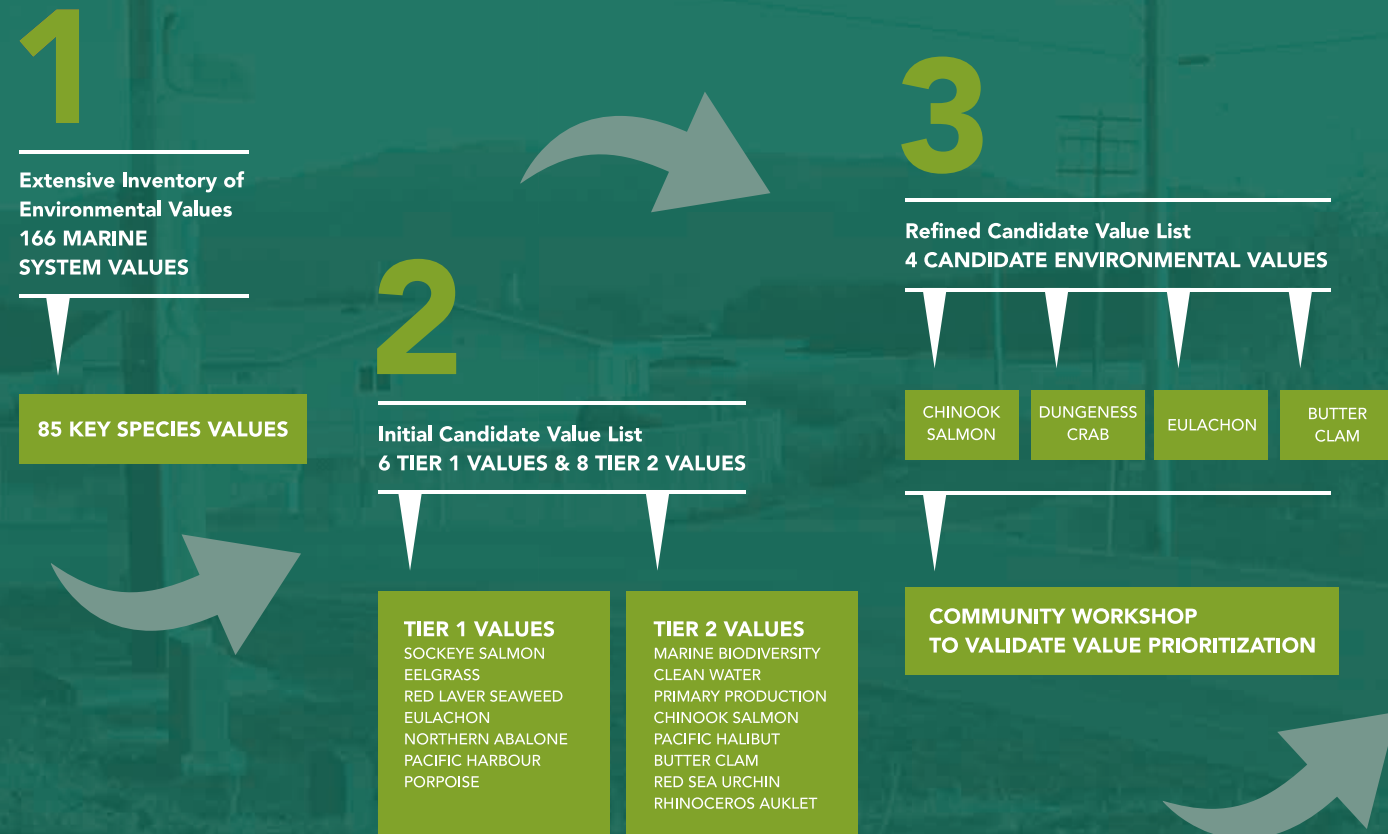 1
Extensive Inventory of
Environmental Values
166 MARINE
SYSTEM VALUES
85 KEY SPECIES VALUES
2
Initial Candidate Value List
6 TIER 1 VALUES & 8 TIER 2 VALUES
TIER 1 VALUES
SOCKEYE SALMON
EELGRASS
RED LAVER SEAWEED
EULACHON
NORTHERN ABALONE
PACIFIC HARBOUR
PORPOISE
TIER 2 VALUES
MARINE BIODIVERSITY
CLEAN WATER
PRIMARY PRODUCTION
CHINOOK SALMON
PACIFIC HALIBUT
BUTTER CLAM
RED SEA URCHIN
RHINOCEROS AUKLET
3
Refined Candidate Value List
4 CANDIDATE ENVIRONMENTAL VALUES
CHINOOK
SALMON
DUNGENESS
CRAB
EULACHON
BUTTER
CLAM
COMMUNITY WORKSHOP
TO VALIDATE VALUE PRIORITIZATION